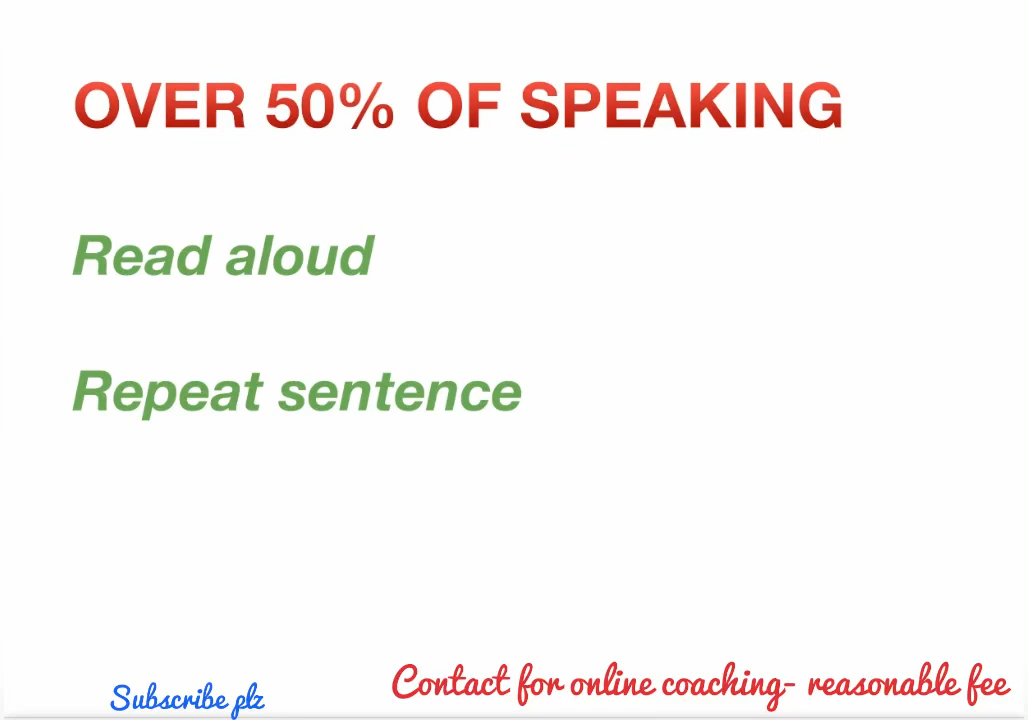 OVER 50% OF SPEAKING
Read aloud
Repeat sentence
Subscribe plz
Contact for online coaching- reasonable fee